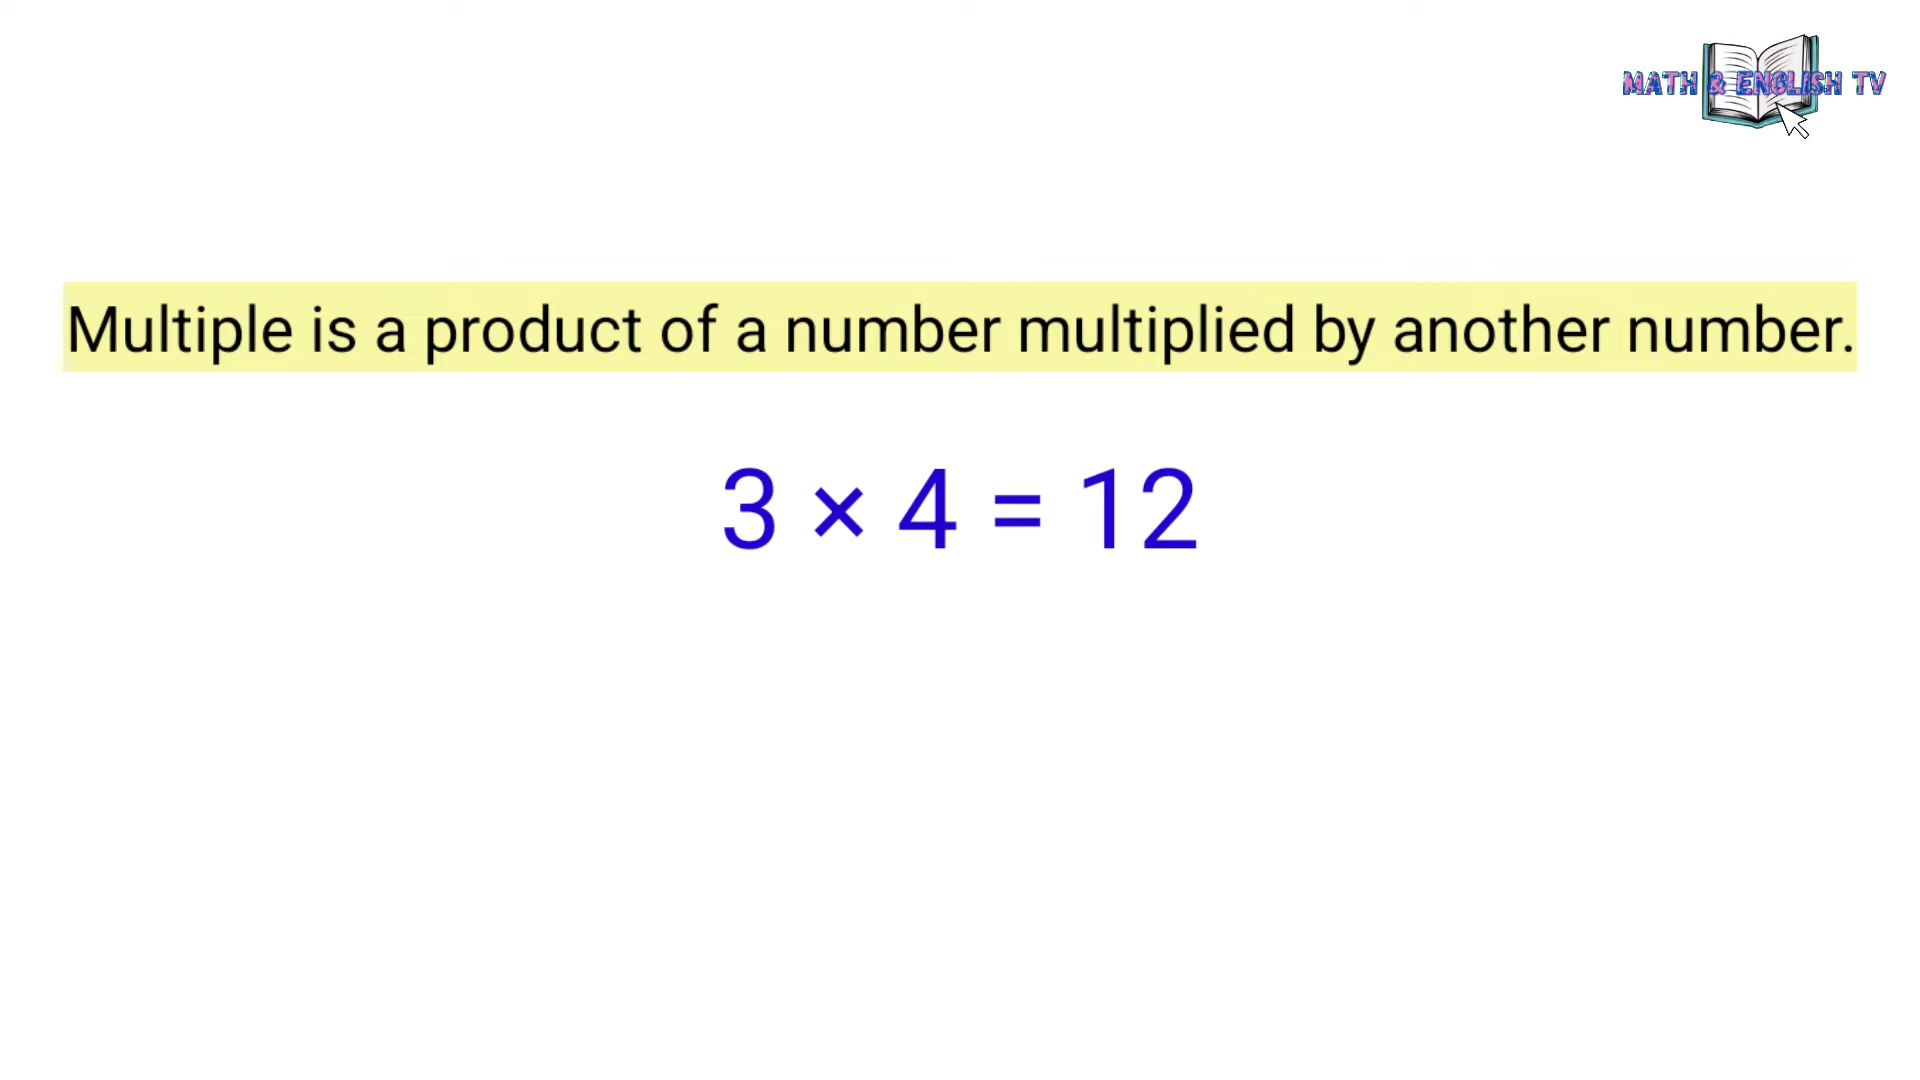 MATH & ENGLISH TV
Multiple is a product of a number multiplied by another number.
3 × 4 = 12